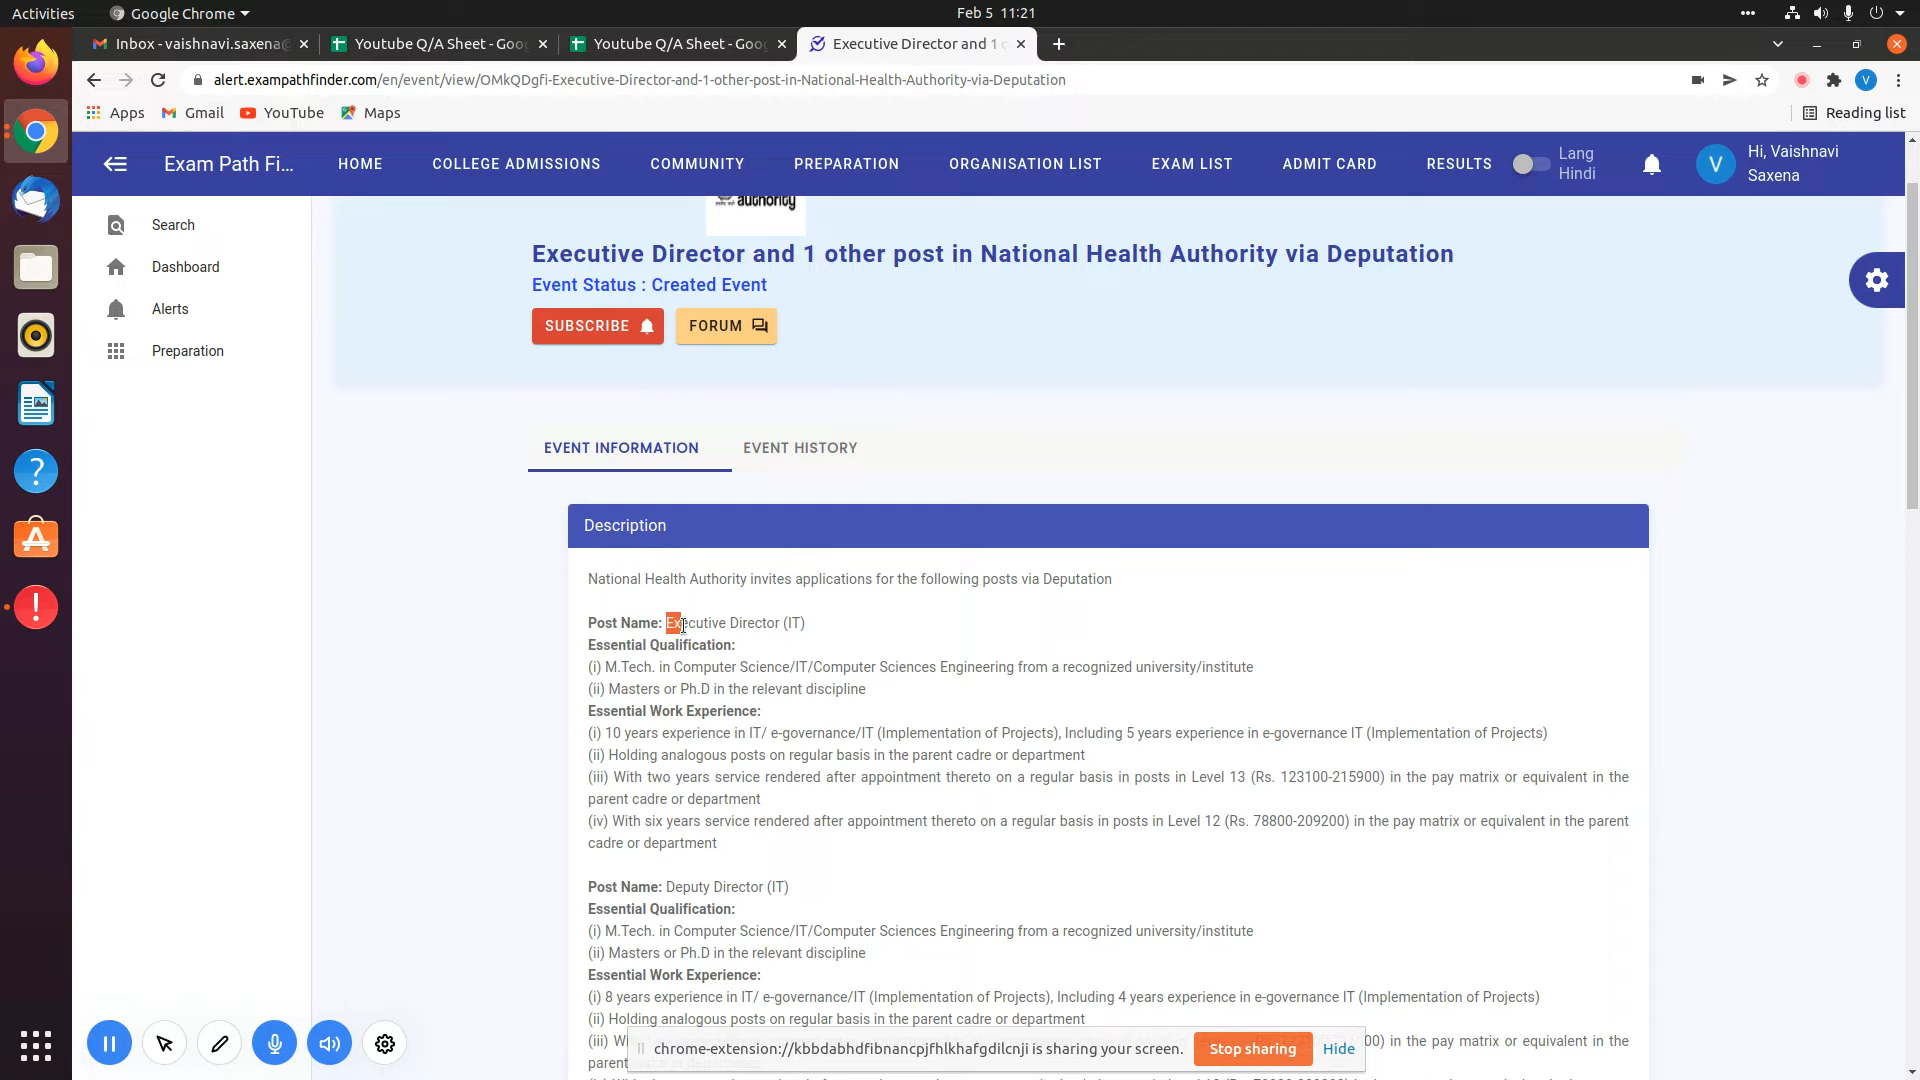 Activities
Google Chrome
Feb 5 11:21
Inbox - vaishnavi.saxena@
Youtube Q/A Sheet - Goo
Youtube Q/A Sheet - Goo
Executive Director and 1 o
alert.exampathfinder.com/en/event/view/OMkQDgfi-Executive-Director-and-1-other-post-in-National-Health-Authority-via-Deputation
V
Apps
Gmail
YouTube
Maps
Reading list
Exam Path Fi...
HOME
COLLEGE ADMISSIONS
COMMUNITY
PREPARATION
ORGANISATION LIST
EXAM LIST
ADMIT CARD
RESULTS
Lang
Hindi
V
Hi, Vaishnavi
Saxena
Search
Dashboard
Alerts
Preparation
authority
Executive Director and 1 other post in National Health Authority via Deputation
Event Status : Created Event
SUBSCRIBE
FORUM
EVENT INFORMATION
EVENT HISTORY
Description
National Health Authority invites applications for the following posts via Deputation
Post Name: Executive Director (IT)
Essential Qualification:
(i) M.Tech. in Computer Science/IT/Computer Sciences Engineering from a recognized university/institute
(ii) Masters or Ph.D in the relevant discipline
Essential Work Experience:
(i) 10 years experience in IT/ e-governance/IT (Implementation of Projects), Including 5 years experience in e-governance IT (Implementation of Projects)
(ii) Holding analogous posts on regular basis in the parent cadre or department
(iii) With two years service rendered after appointment thereto on a regular basis in posts in Level 13 (Rs. 123100-215900) in the pay matrix or equivalent in the
parent cadre or department
(iv) With six years service rendered after appointment thereto on a regular basis in posts in Level 12 (Rs. 78800-209200) in the pay matrix or equivalent in the parent
cadre or department
Post Name: Deputy Director (IT)
Essential Qualification:
(i) M.Tech. in Computer Science/IT/Computer Sciences Engineering from a recognized university/institute
(ii) Masters or Ph.D in the relevant discipline
Essential Work Experience:
(i) 8 years experience in IT/ e-governance/IT (Implementation of Projects), Including 4 years experience in e-governance IT (Implementation of Projects)
(ii) Holding analogous posts on regular basis in the parent cadre or department
(iii) in the pay matrix or equivalent in the
chrome-extension://kbbdabhdfibnancpjfhlkhafgdilcnji is sharing your screen.
Stop sharing
Hide